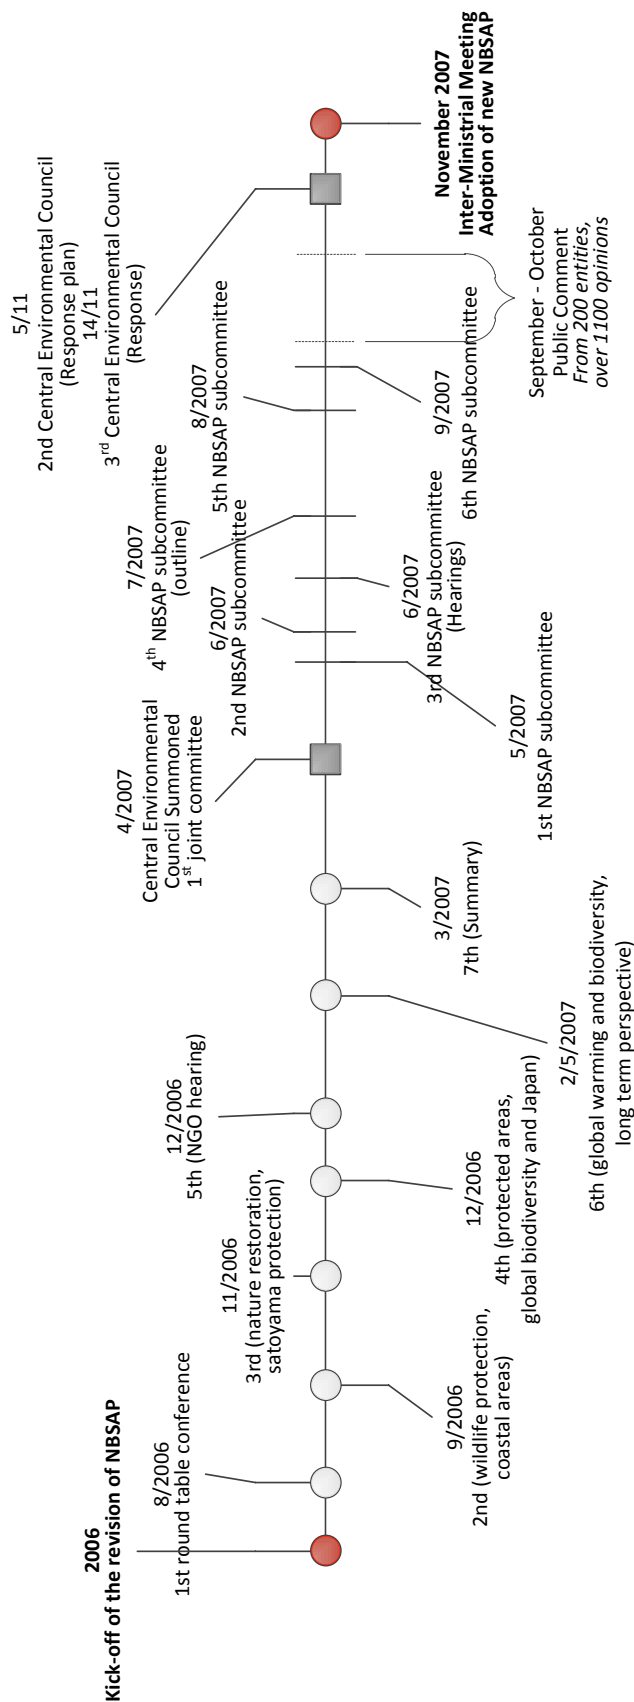 2006
Kick-off of the revision of NBSAP
8/2006
1st round table conference
9/2006
2nd (wildlife protection,
coastal areas)
11/2006
3rd (nature restoration,
satoyama protection)
12/2006
4th (protected areas,
global biodiversity and Japan)
12/2006
5th (NGO hearing)
2/5/2007
6th (global warming and biodiversity,
long term perspective)
3/2007
7th (Summary)
4/2007
Central Environmental
Council Summoned
1st joint committee
5/2007
1st NBSAP subcommittee
6/2007
2nd NBSAP subcommittee
6/2007
3rd NBSAP subcommittee
(Hearings)
7/2007
4th NBSAP subcommittee
(outline)
8/2007
5th NBSAP subcommittee
9/2007
6th NBSAP subcommittee
September - October
Public Comment
From 200 entities,
over 1100 opinions
5/11
2nd Central Environmental Council
(Response plan)
14/11
3rd Central Environmental Council
(Response)
November 2007
Inter-Ministrial Meeting
Adoption of new NBSAP